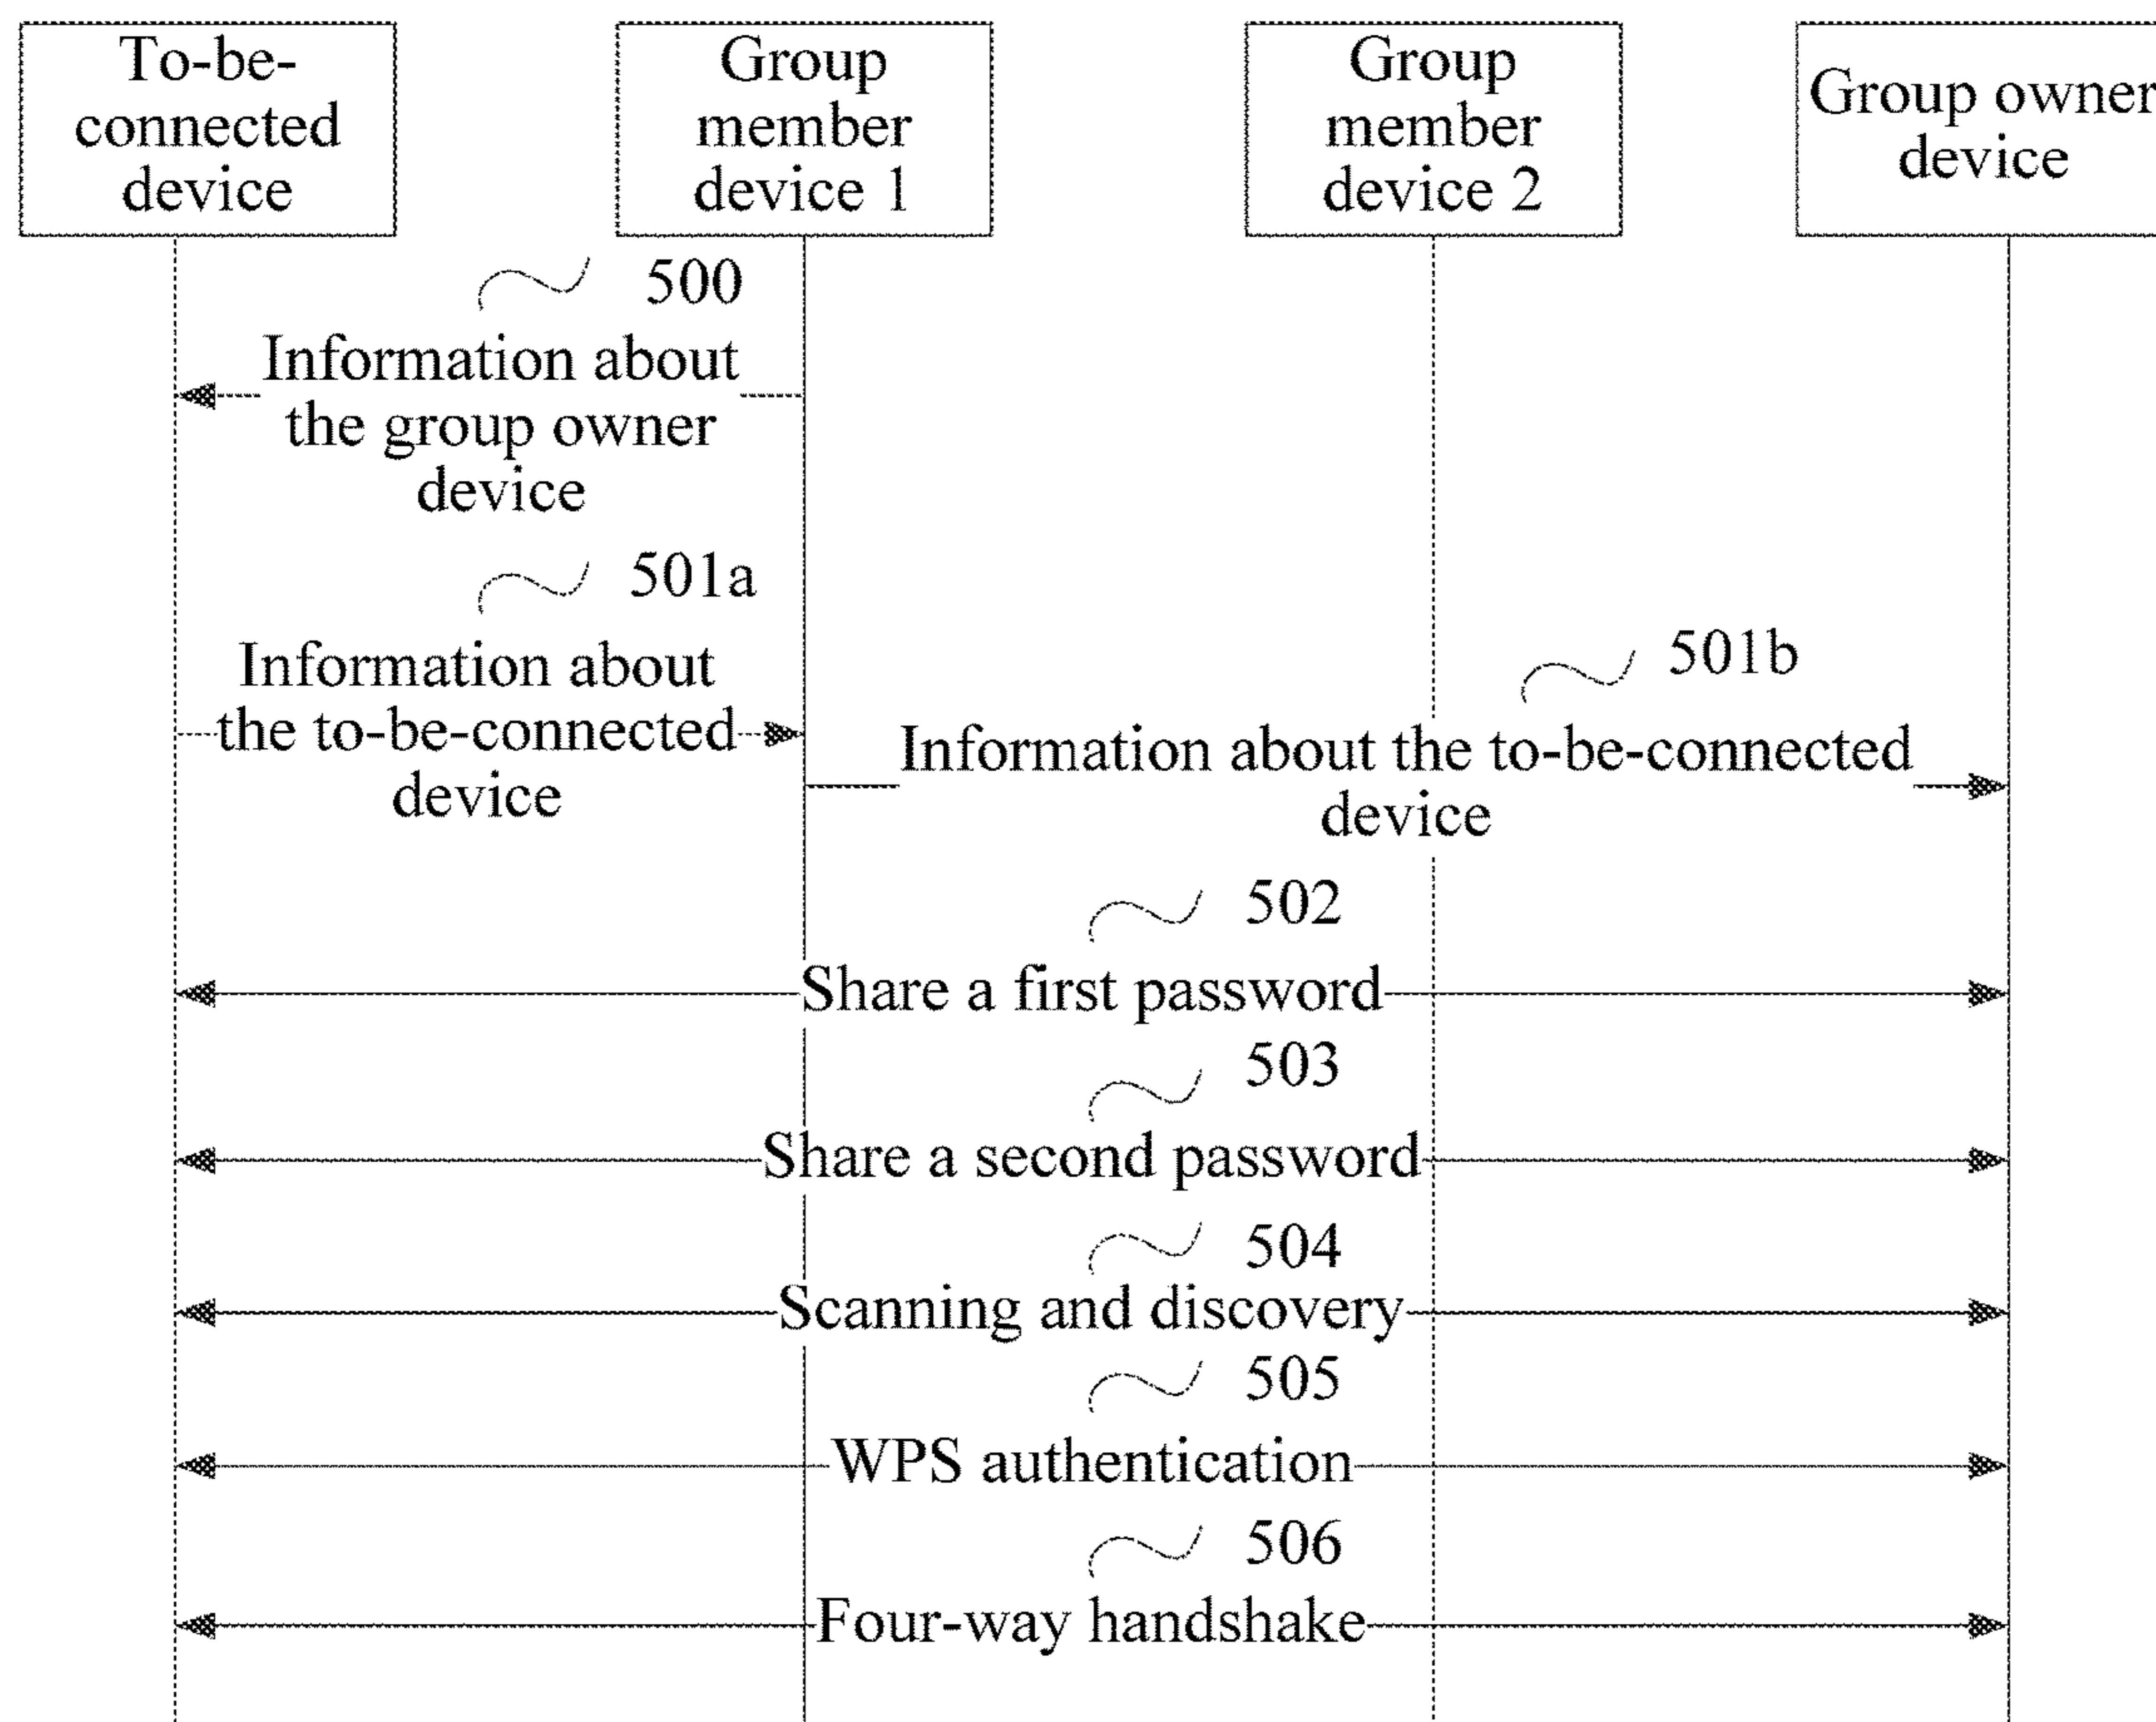 To-be-
connected
device
Group
member
device 1
Group
member
device 2
Group owner
device
500
Information about
the group owner
device
501a
Information about
the to-be-connected
device
501b
Information about the to-be-connected
device
502
Share a first password
503
Share a second password
504
Scanning and discovery
505
WPS authentication
506
Four-way handshake